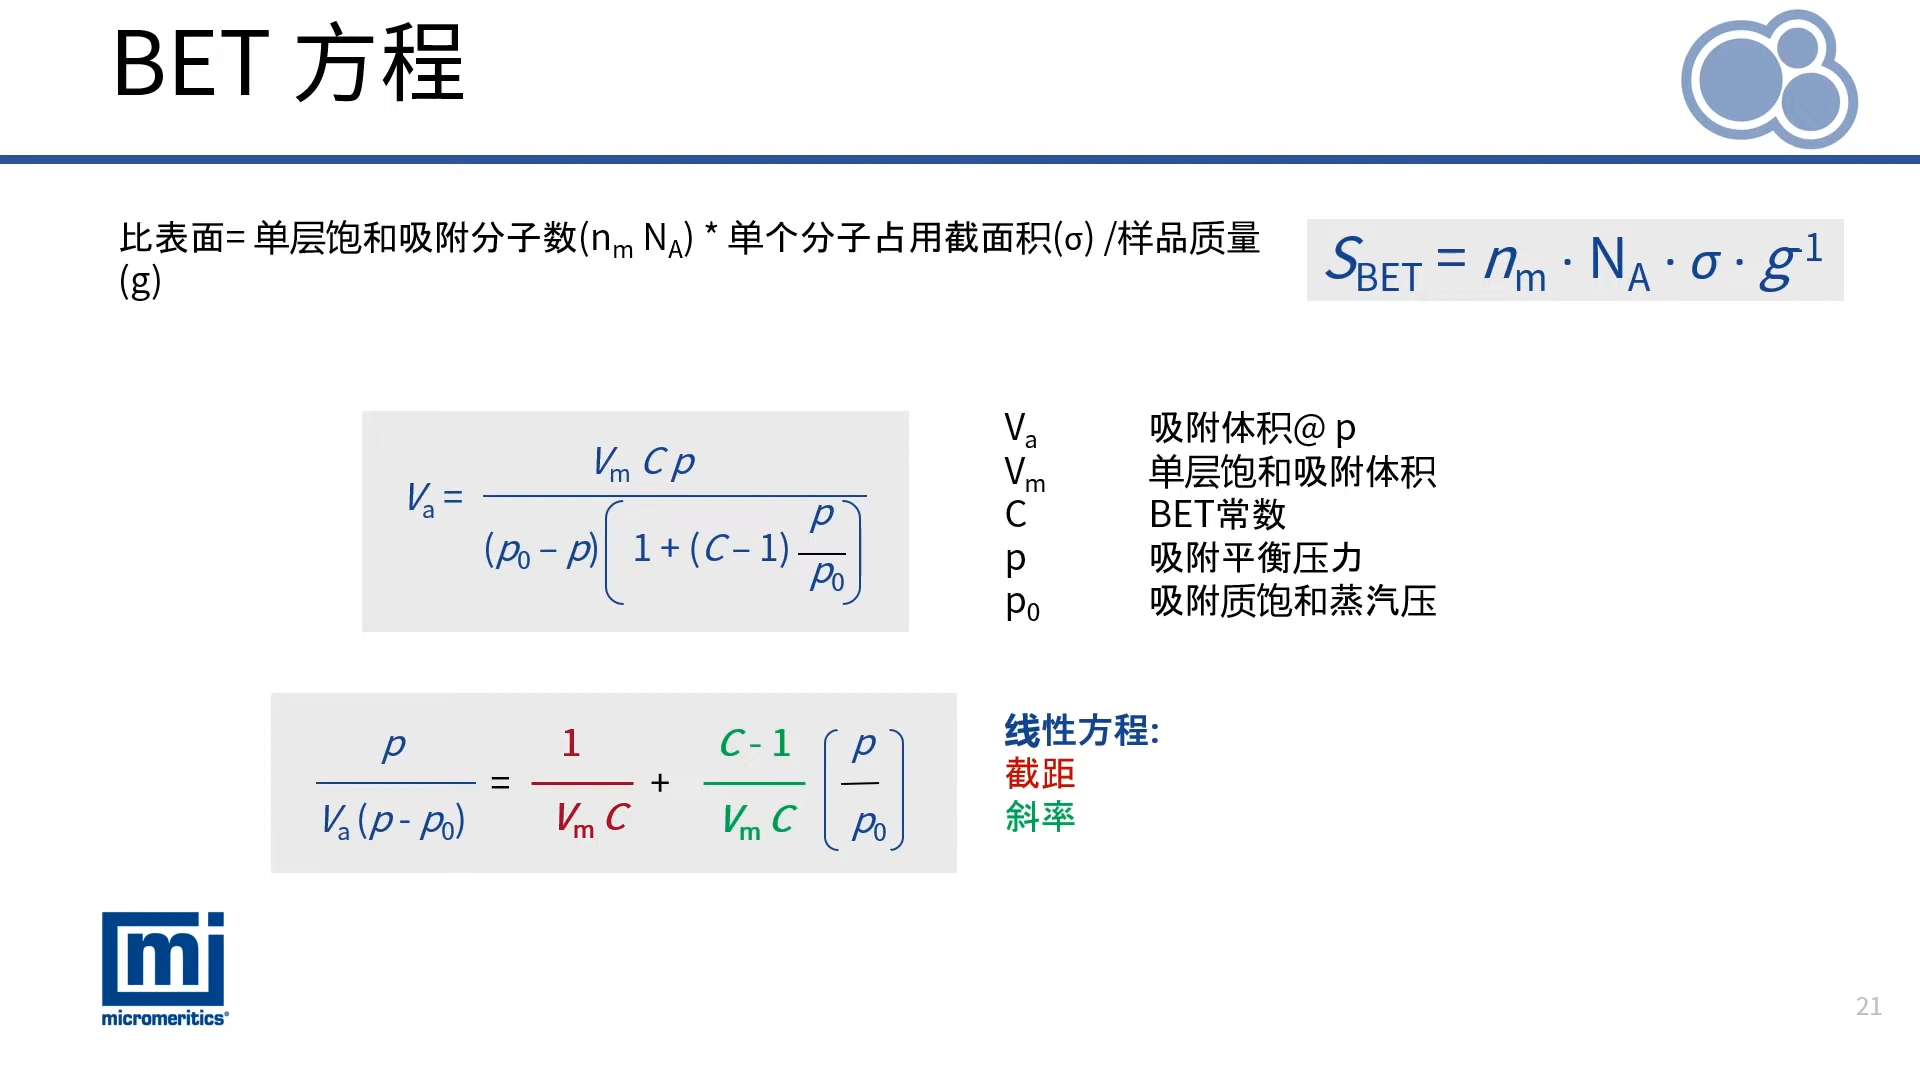 BET 方程
比表面= 单层饱和吸附分子数(nm NA) * 单个分子占用截面积(σ) /样品质量
(g)
SBET = nm · NA · σ · g-1
Va = Vm C p / (p0 – p) ( 1 + (C – 1) p / p0 )
Va 吸附体积@ p
Vm 单层饱和吸附体积
C BET常数
p 吸附平衡压力
p0 吸附质饱和蒸汽压
p / Va (p - p0) = 1 / Vm C + C - 1 / Vm C ( p / p0 )
线性方程:
截距
斜率
mi
micromeritics®
21